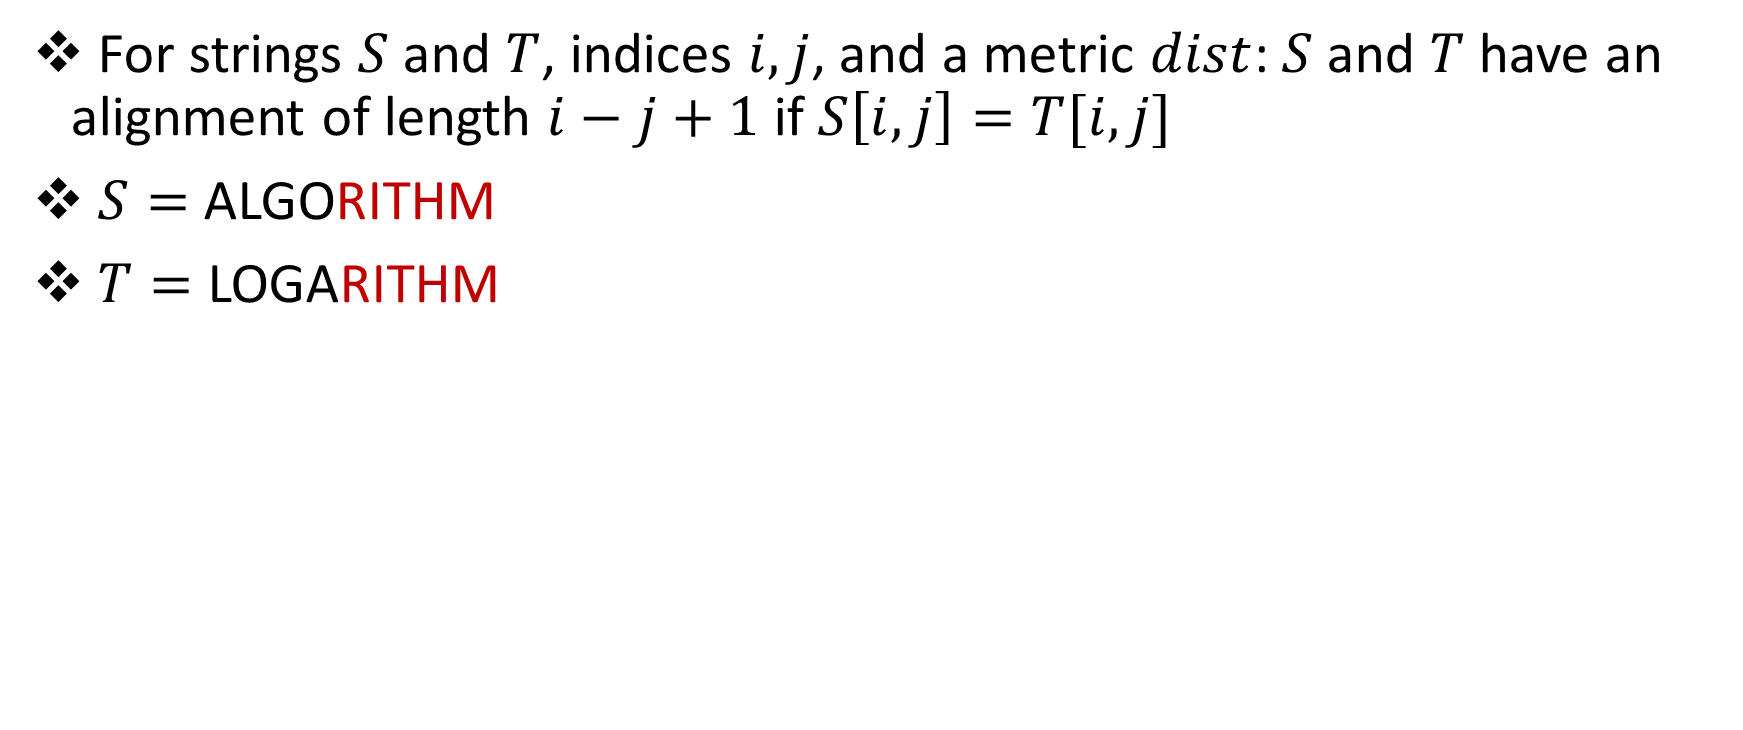 ❖ For strings 𝑆 and 𝑇, indices 𝑖, 𝑗, and a metric 𝑑𝑖𝑠𝑡: 𝑆 and 𝑇 have an
alignment of length 𝑖 − 𝑗 + 1 if 𝑆[𝑖, 𝑗] = 𝑇[𝑖, 𝑗]
❖ 𝑆 = ALGORITHM
❖ 𝑇 = LOGARITHM